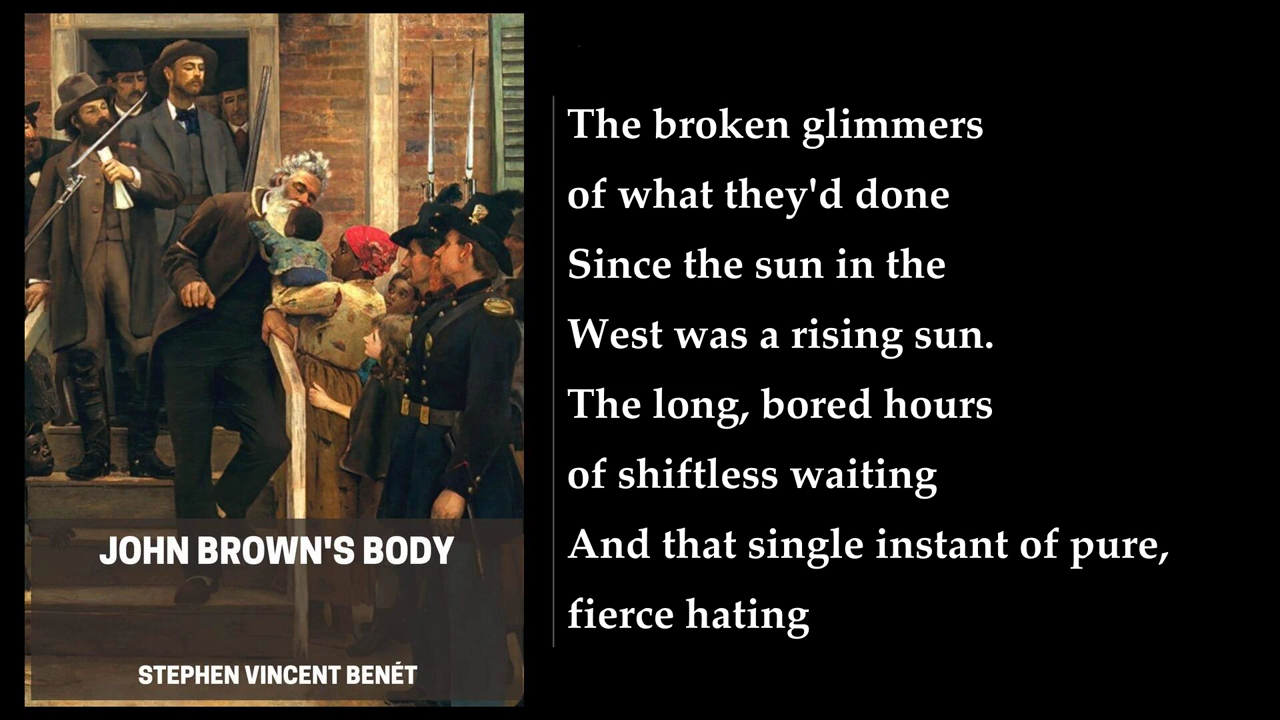 JOHN BROWN'S BODY
STEPHEN VINCENT BENÉT
The broken glimmers
of what they'd done
Since the sun in the
West was a rising sun.
The long, bored hours
of shiftless waiting
And that single instant of pure,
fierce hating